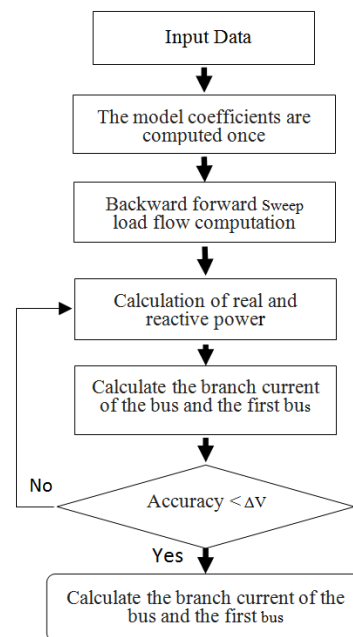 Input Data
The model coefficients are
computed once
Backward forward Sweep
load flow computation
Calculation of real and
reactive power
Calculate the branch current
of the bus and the first bus
No
Accuracy < ΔV
Yes
Calculate the branch current of the
bus and the first bus